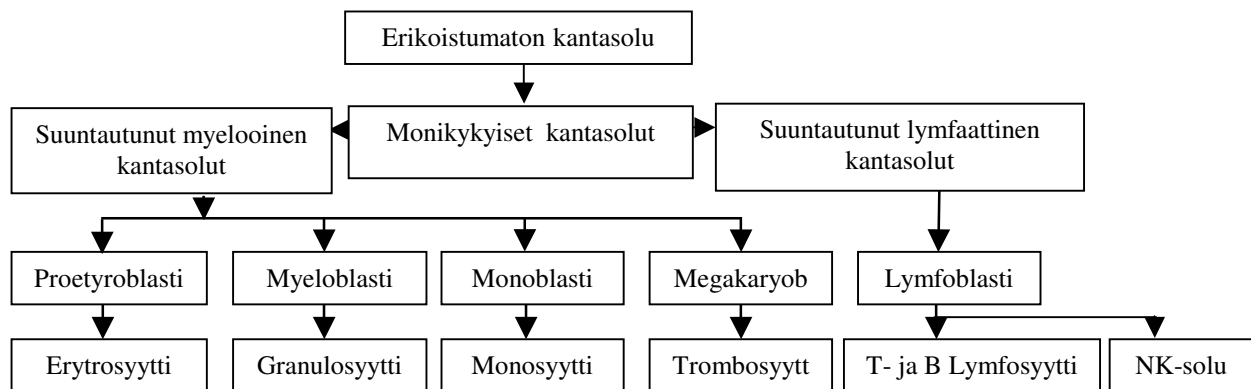 Erikoistumaton kantasolu
Suuntautunut myelooinen
kantasolut
Monikykyiset kantasolut
Suuntautunut lymfaattinen
kantasolut
Proetyroblasti
Myeloblasti
Monoblasti
Megakaryob
Lymfoblasti
Erytrosyytti
Granulosyytti
Monosyytti
Trombosyytt
T- ja B Lymfosyytti
NK-solu